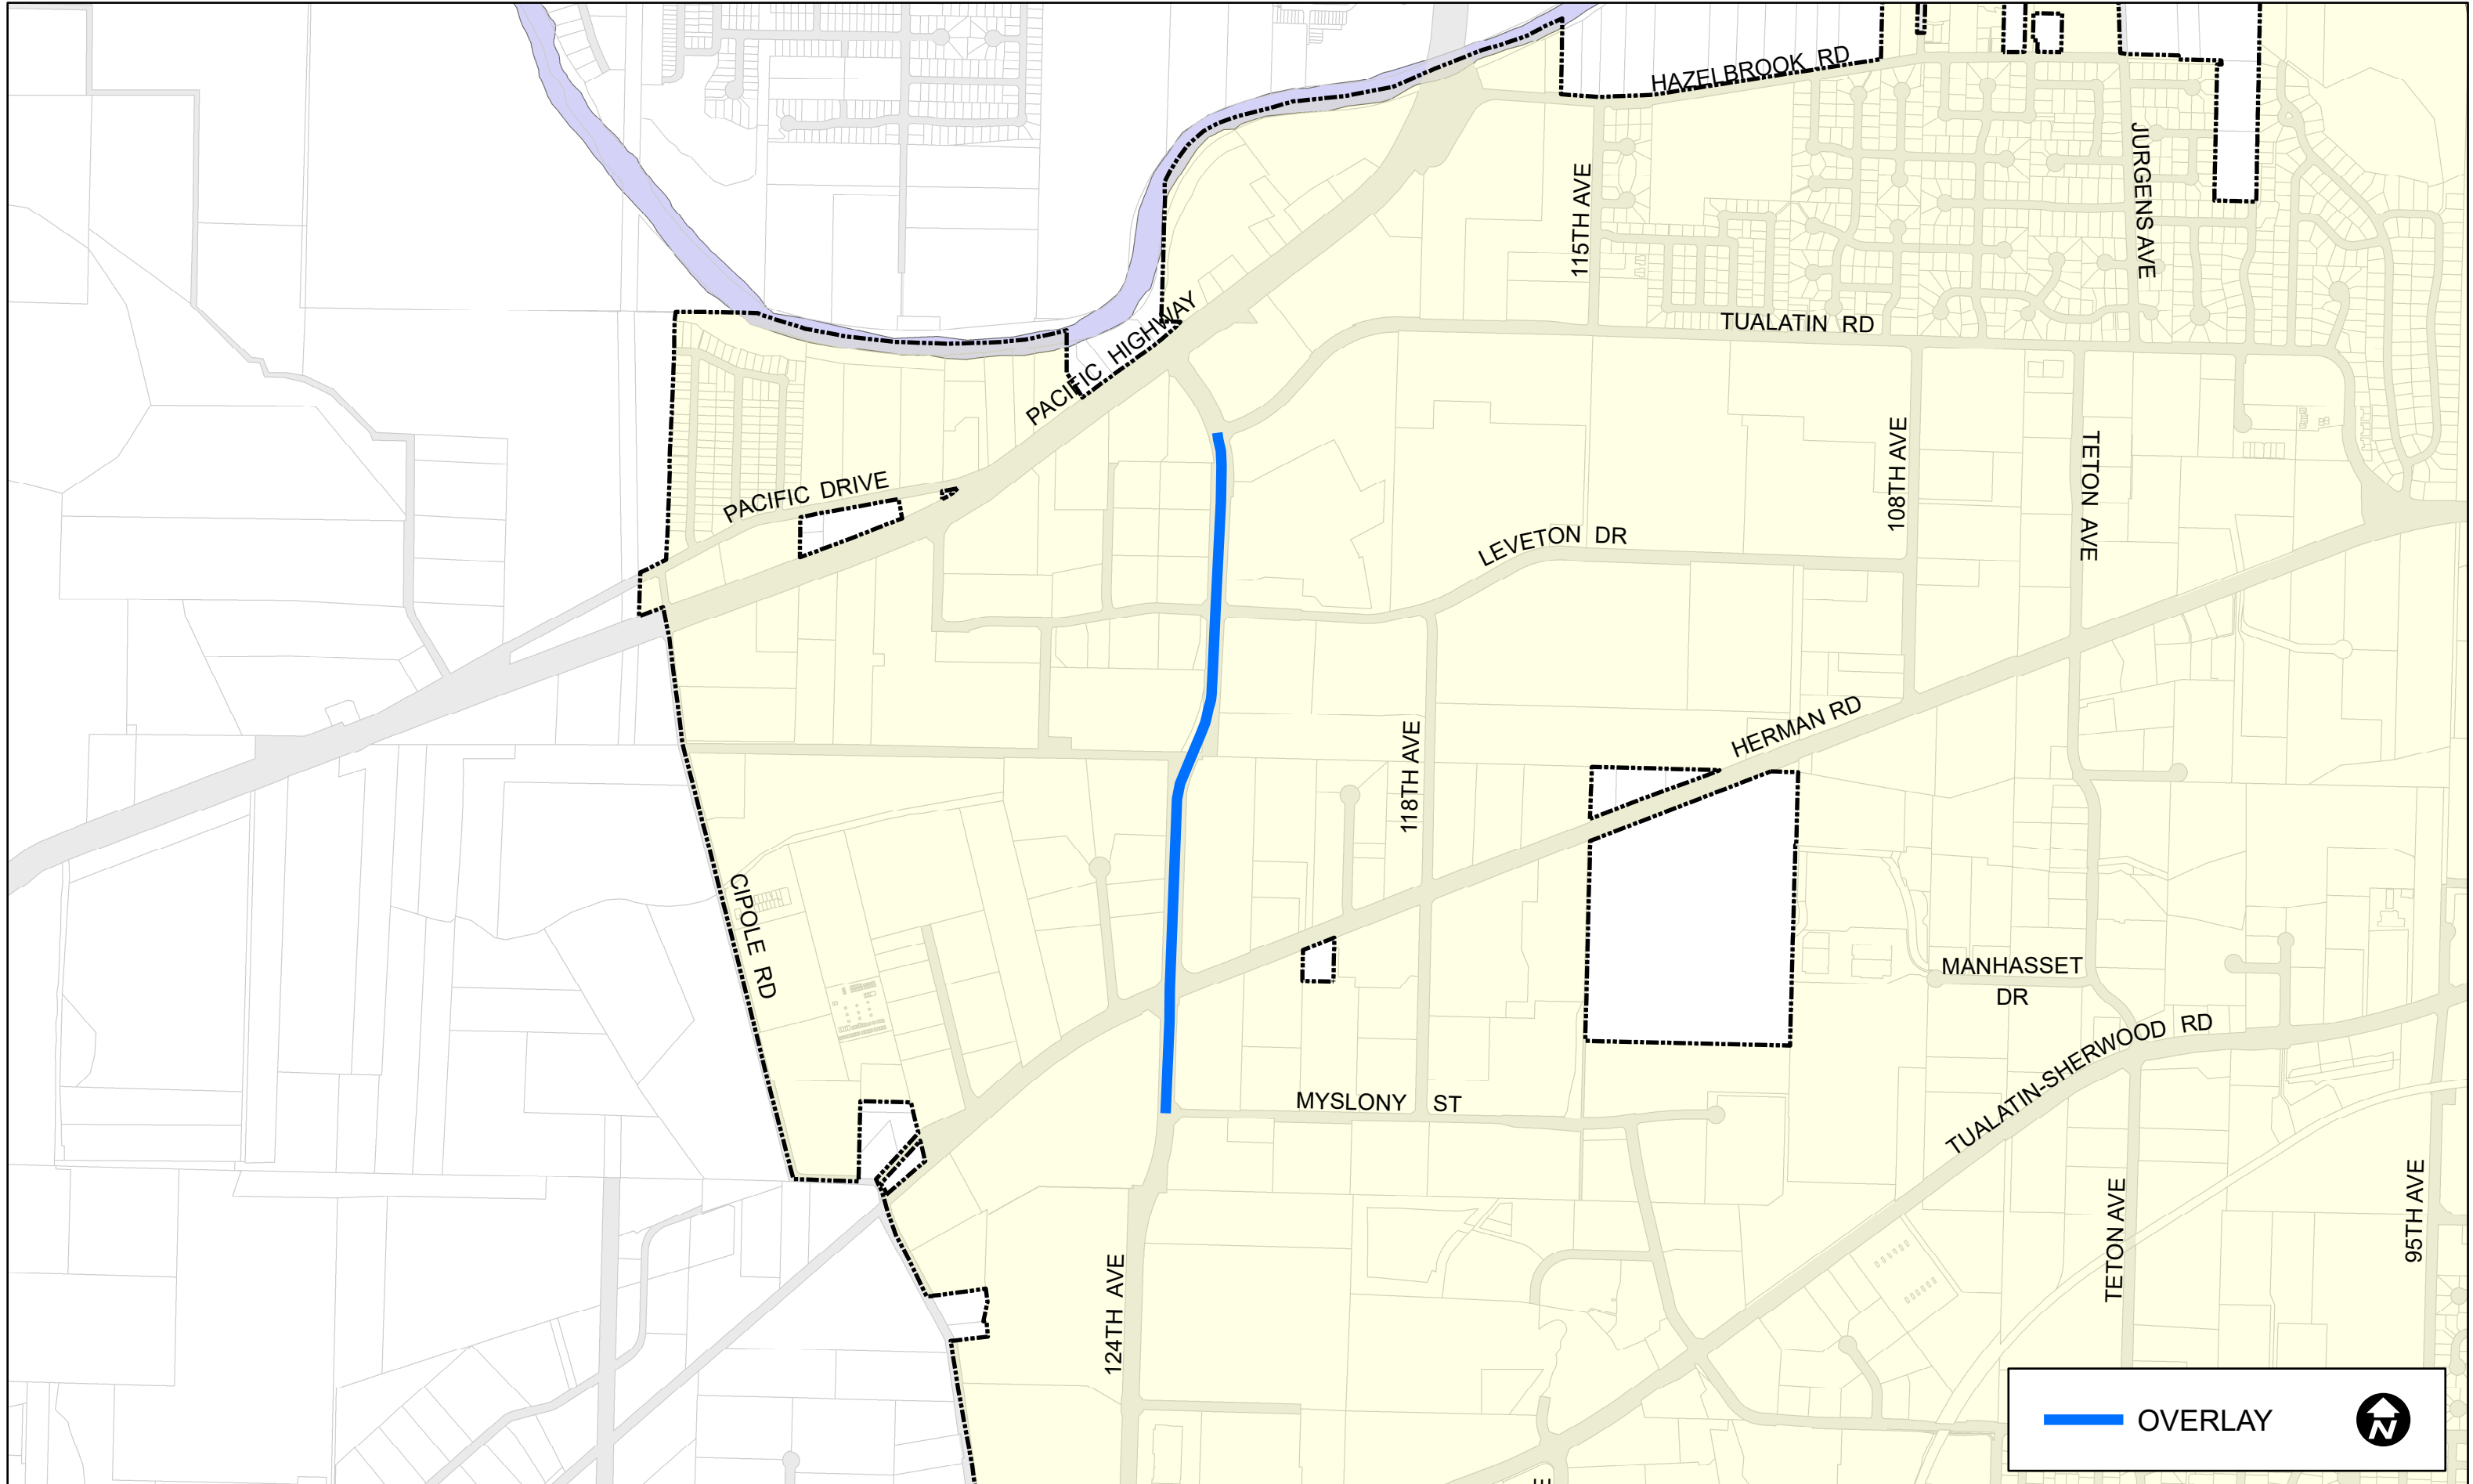 HAZELBROOK RD
JURGENS AVE
115TH AVE
TUALATIN RD
PACIFIC HIGHWAY
PACIFIC DRIVE
108TH AVE
TETON AVE
LEVETON DR
HERMAN RD
118TH AVE
CIPOLE RD
MANHASSET
DR
TUALATIN-SHERWOOD RD
MYSLONY ST
124TH AVE
TETON AVE
95TH AVE
OVERLAY
N
E